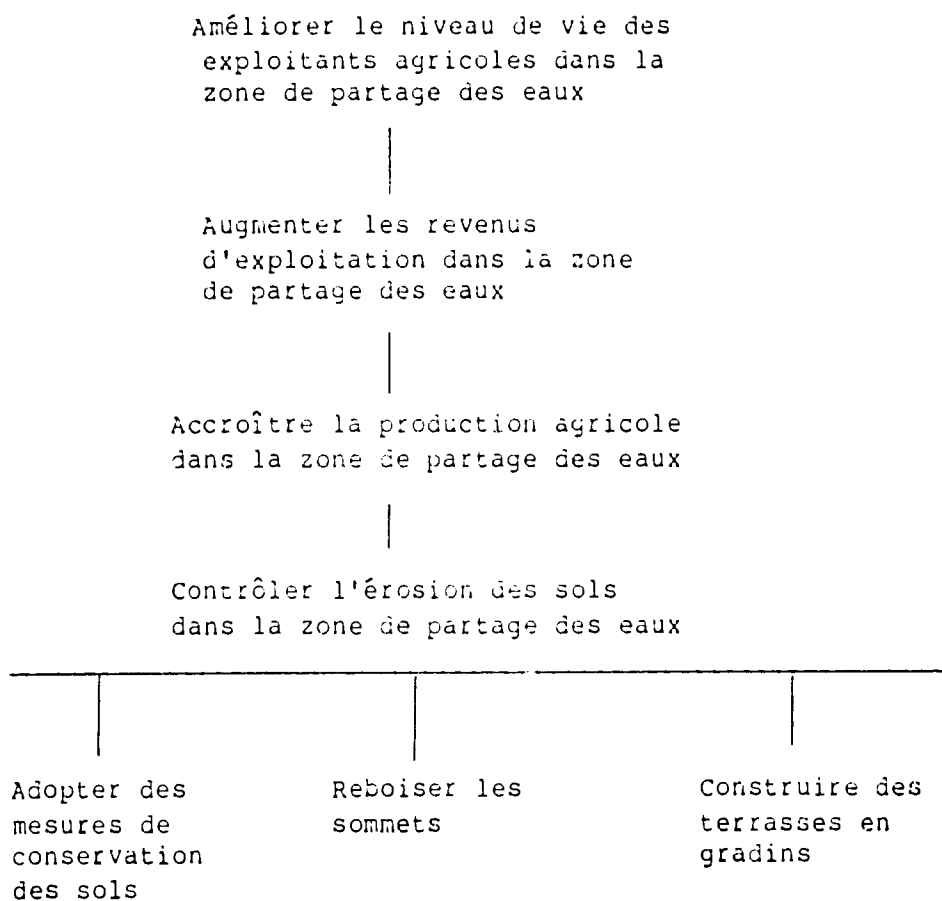 Améliorer le niveau de vie des
exploitants agricoles dans la
zone de partage des eaux
Augmenter les revenus
d'exploitation dans la zone
de partage des eaux
Accroître la production agricole
dans la zone de partage des eaux
Contrôler l'érosion des sols
dans la zone de partage des eaux
Adopter des
mesures de
conservation
des sols
Reboiser les
sommets
Construire des
terrasses en
gradins